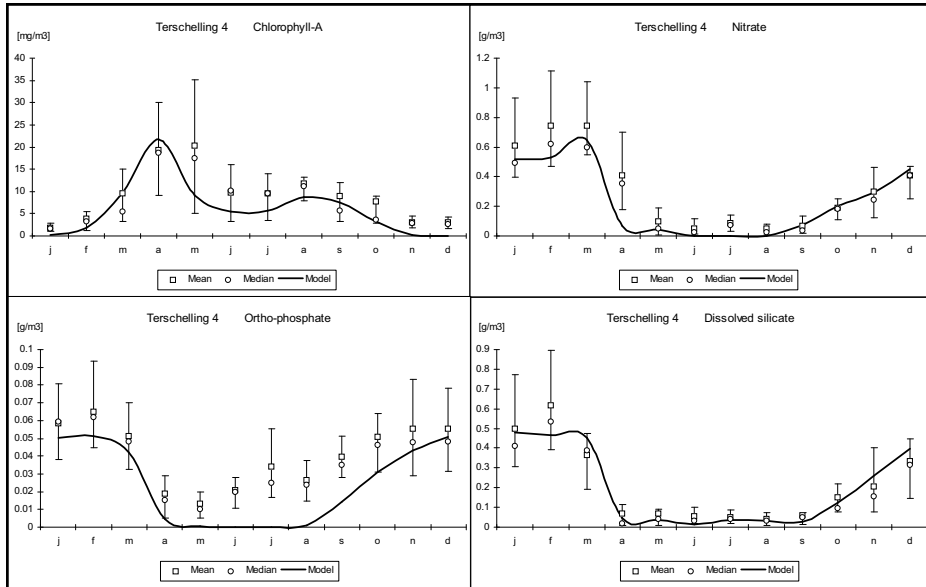 Terschelling 4 Chlorophyll-A
[mg/m3]
40
35
30
25
20
15
10
5
0
j f m a m j j a s o n d
Mean Median Model
Terschelling 4 Nitrate
[g/m3]
1.2
1
0.8
0.6
0.4
0.2
0
j f m a m j j a s o n d
Mean Median Model
Terschelling 4 Ortho-phosphate
[g/m3]
0.1
0.09
0.08
0.07
0.06
0.05
0.04
0.03
0.02
0.01
0
j f m a m j j a s o n d
Mean Median Model
Terschelling 4 Dissolved silicate
[g/m3]
0.9
0.8
0.7
0.6
0.5
0.4
0.3
0.2
0.1
0
j f m a m j j a s o n d
Mean Median Model